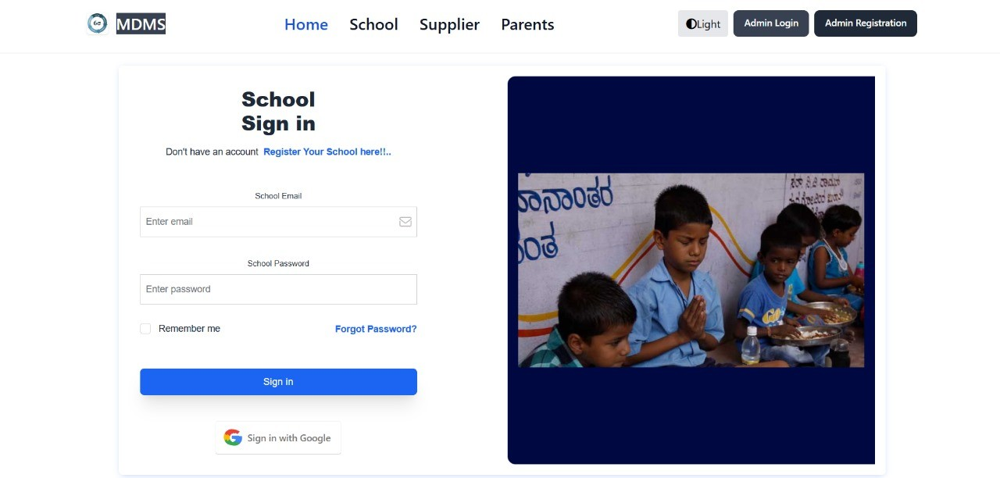 6σ
MDMS
Home
School
Supplier
Parents
Light
Admin Login
Admin Registration
School
Sign in
Don't have an account Register Your School here!!..
School Email
Enter email
School Password
Enter password
Remember me
Forgot Password?
Sign in
Sign in with Google
ಾನಾಂತರ
ಂತ